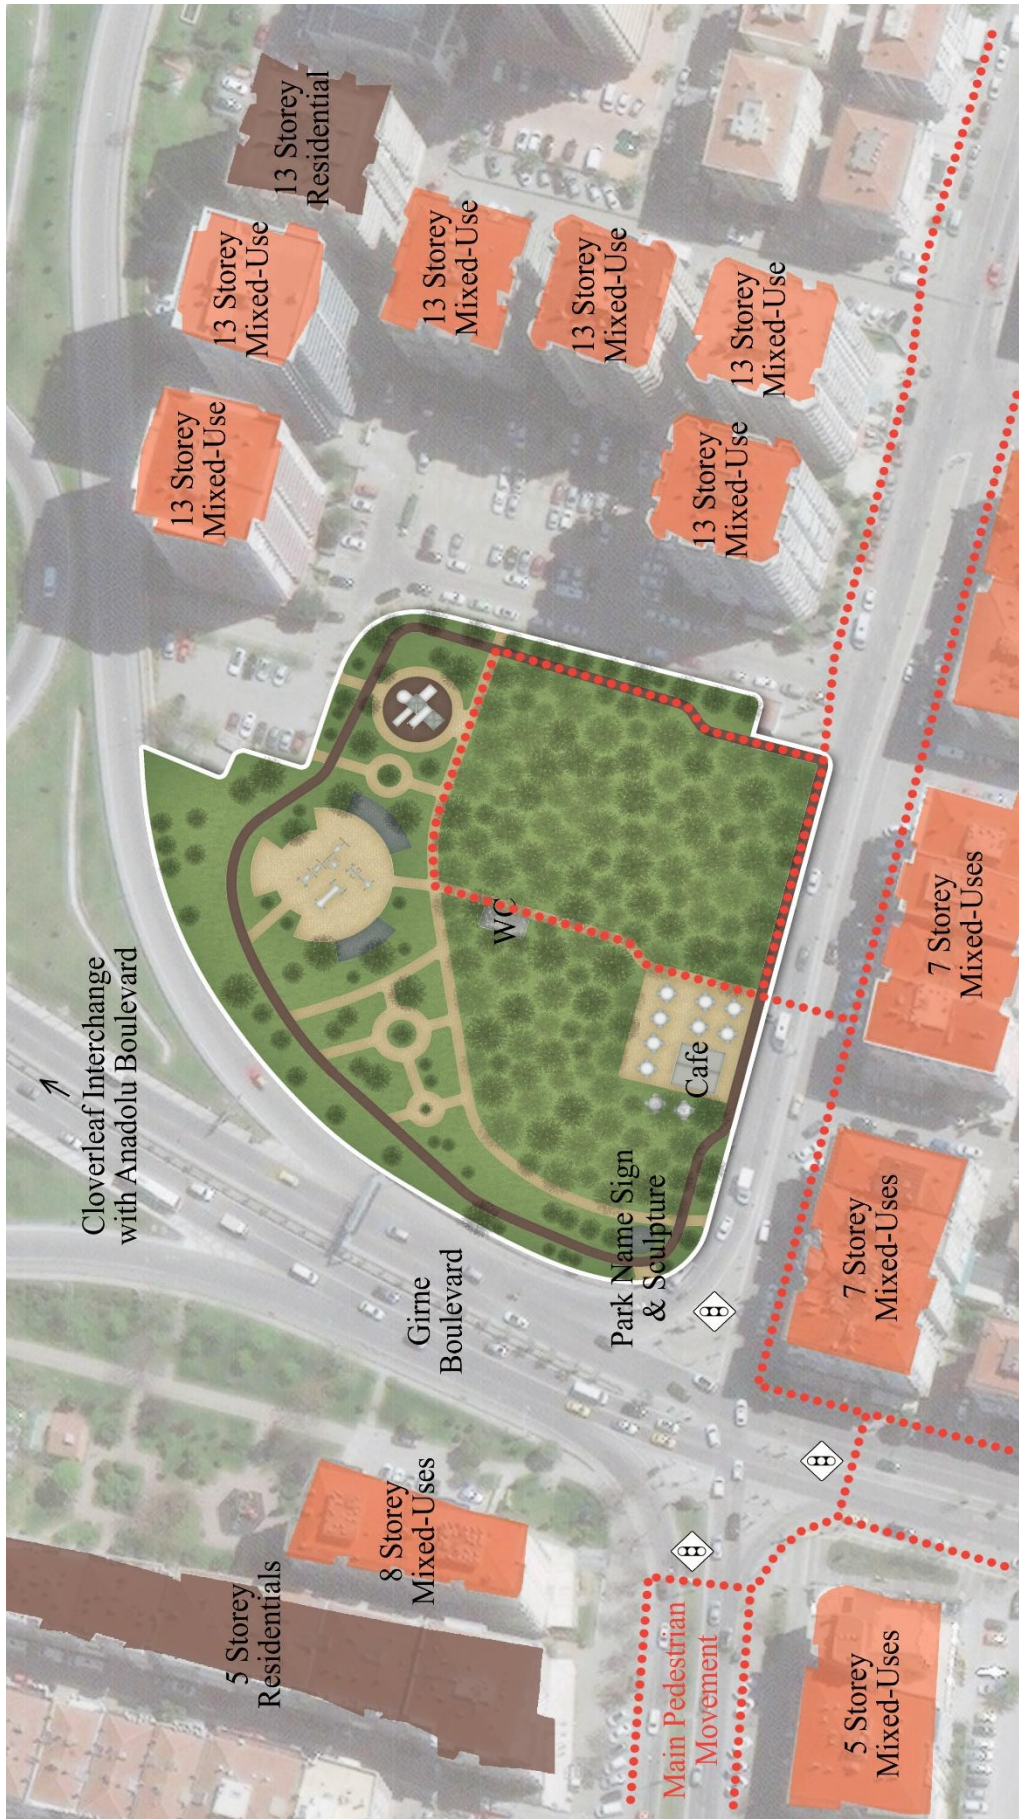 Cloverleaf Interchange
with Anadolu Boulevard
5 Storey
Residentials
8 Storey
Mixed-Uses
Girne
Boulevard
13 Storey
Mixed-Use
13 Storey
Mixed-Use
13 Storey
Residential
13 Storey
Mixed-Use
13 Storey
Mixed-Use
13 Storey
Mixed-Use
13 Storey
Mixed-Use
WC
Cafe
Park Name Sign
& Sculpture
Main Pedestrian
Movement
5 Storey
Mixed-Uses
7 Storey
Mixed-Uses
7 Storey
Mixed-Uses